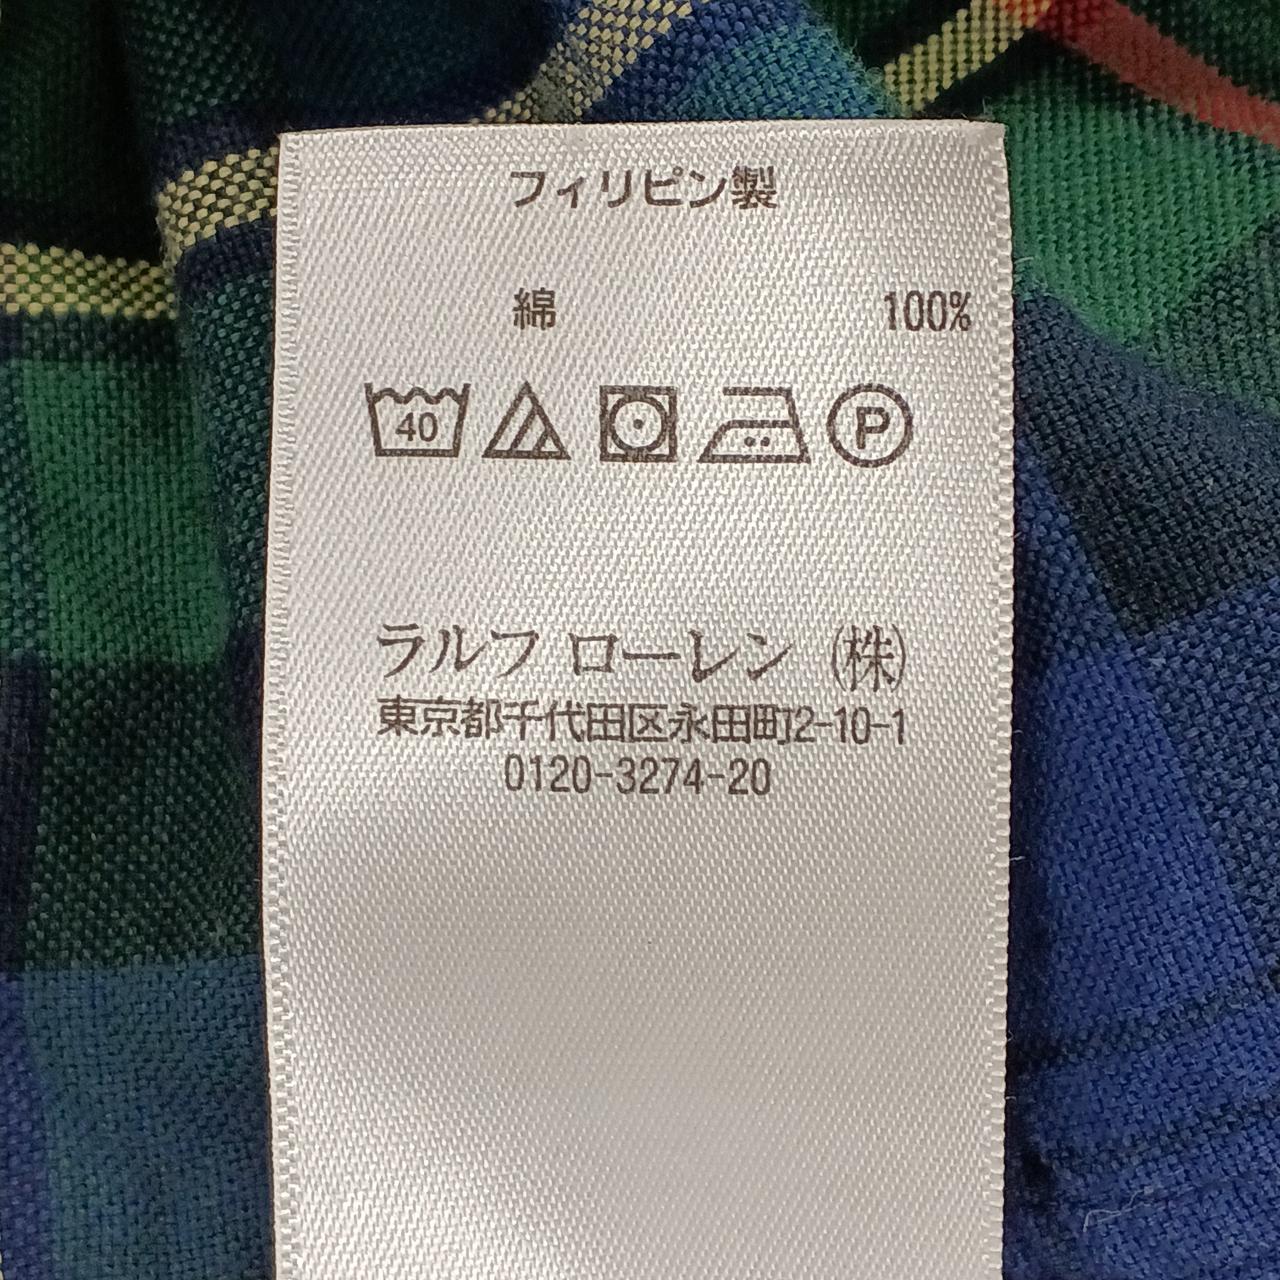 フィリピン製
綿 100%
40 P
ラルフ ローレン ㈱
東京都千代田区永田町2-10-1
0120-3274-20